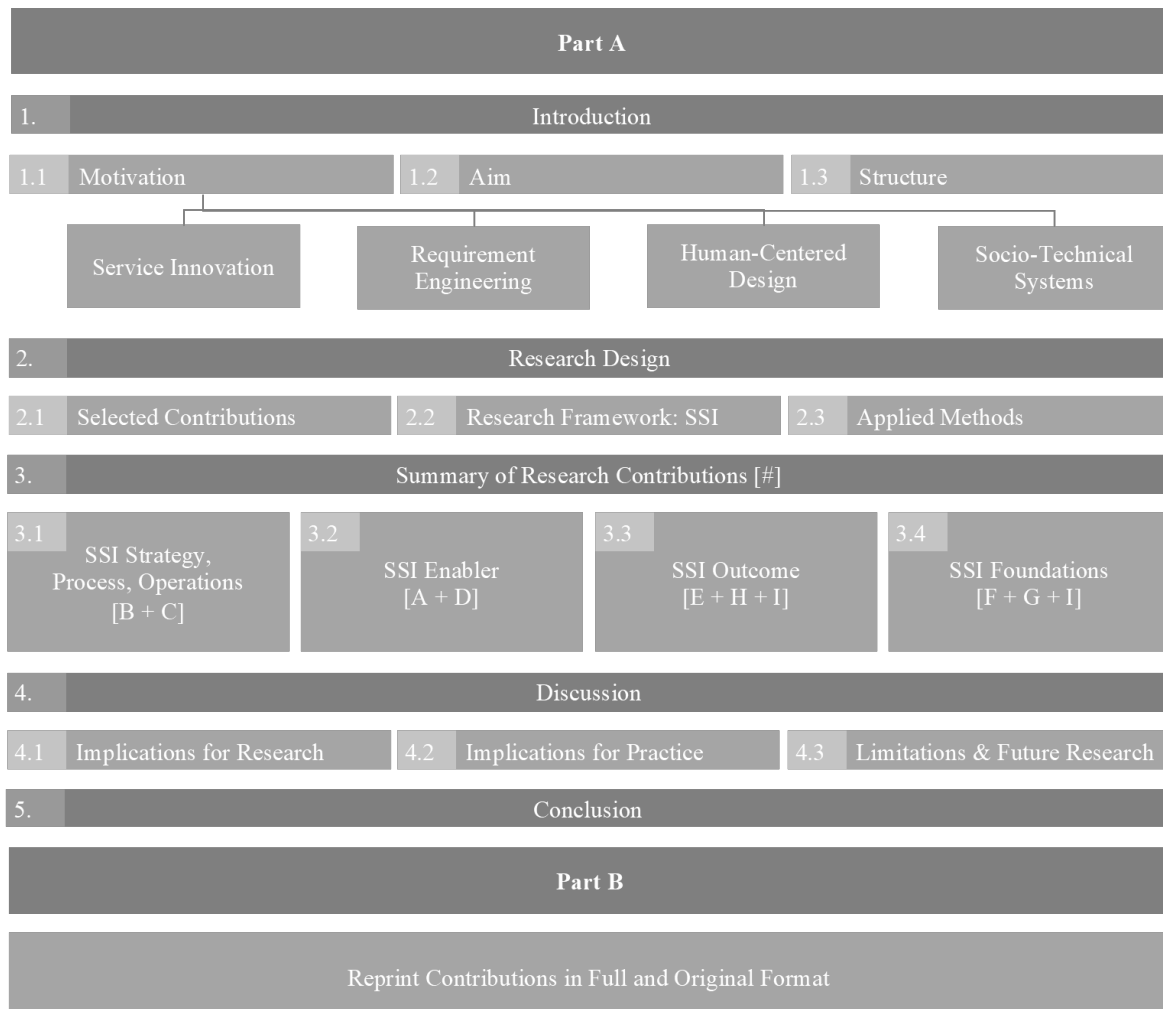 Part A
1. Introduction
1.1 Motivation
1.2 Aim
1.3 Structure
Service Innovation
Requirement
Engineering
Human-Centered
Design
Socio-Technical
Systems
2. Research Design
2.1 Selected Contributions
2.2 Research Framework: SSI
2.3 Applied Methods
3. Summary of Research Contributions [#]
3.1
SSI Strategy,
Process, Operations
[B + C]
3.2
SSI Enabler
[A + D]
3.3
SSI Outcome
[E + H + I]
3.4
SSI Foundations
[F + G + I]
4. Discussion
4.1 Implications for Research
4.2 Implications for Practice
4.3 Limitations & Future Research
5. Conclusion
Part B
Reprint Contributions in Full and Original Format